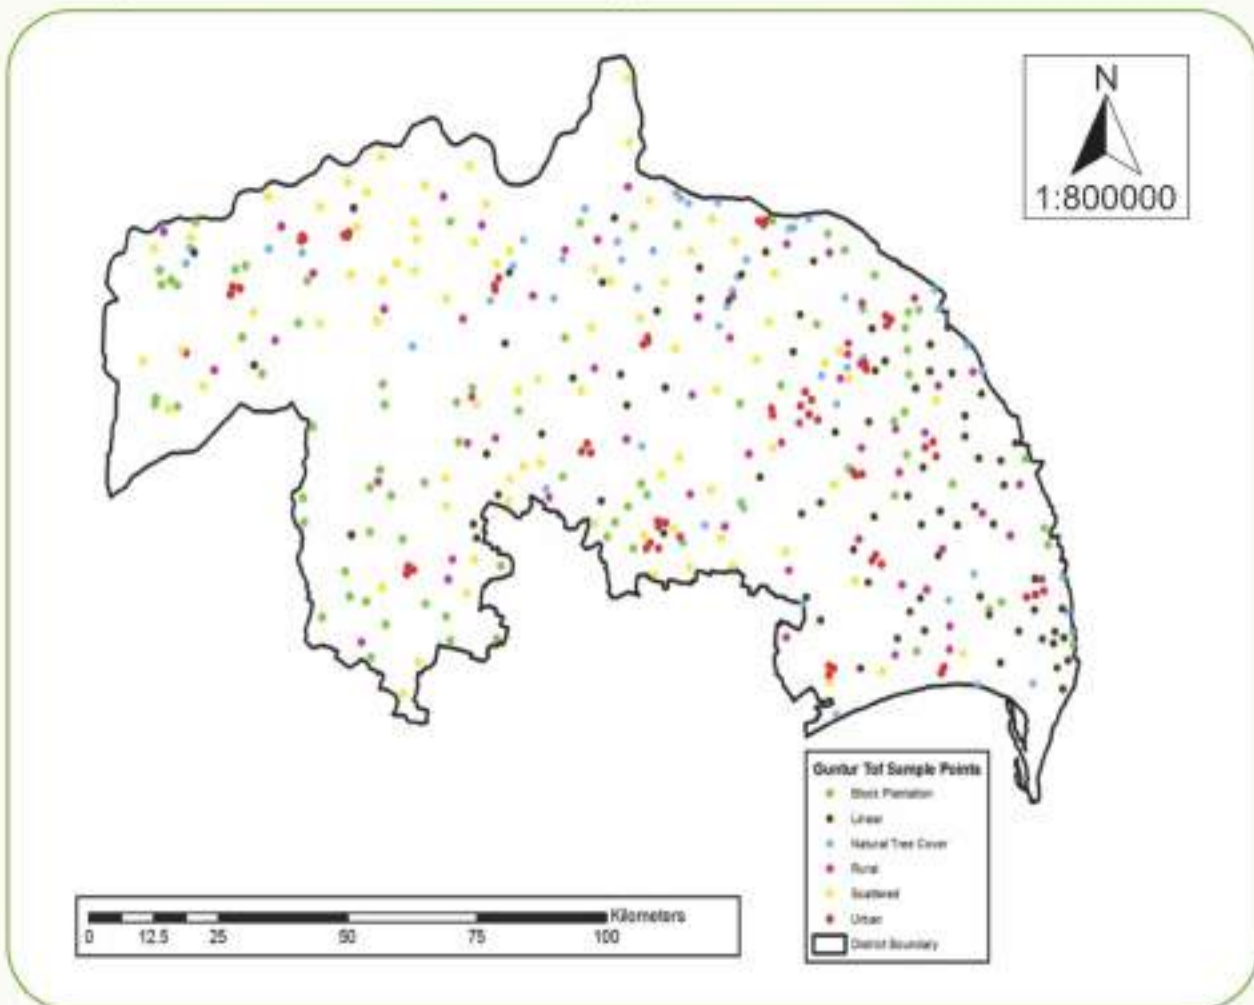 N
1:800000
Guntur Tof Sample Points
Block Plantation
Linear
Natural Tree Cover
Rural
Scattered
Urban
District Boundary
Kilometers
0 12.5 25 50 75 100